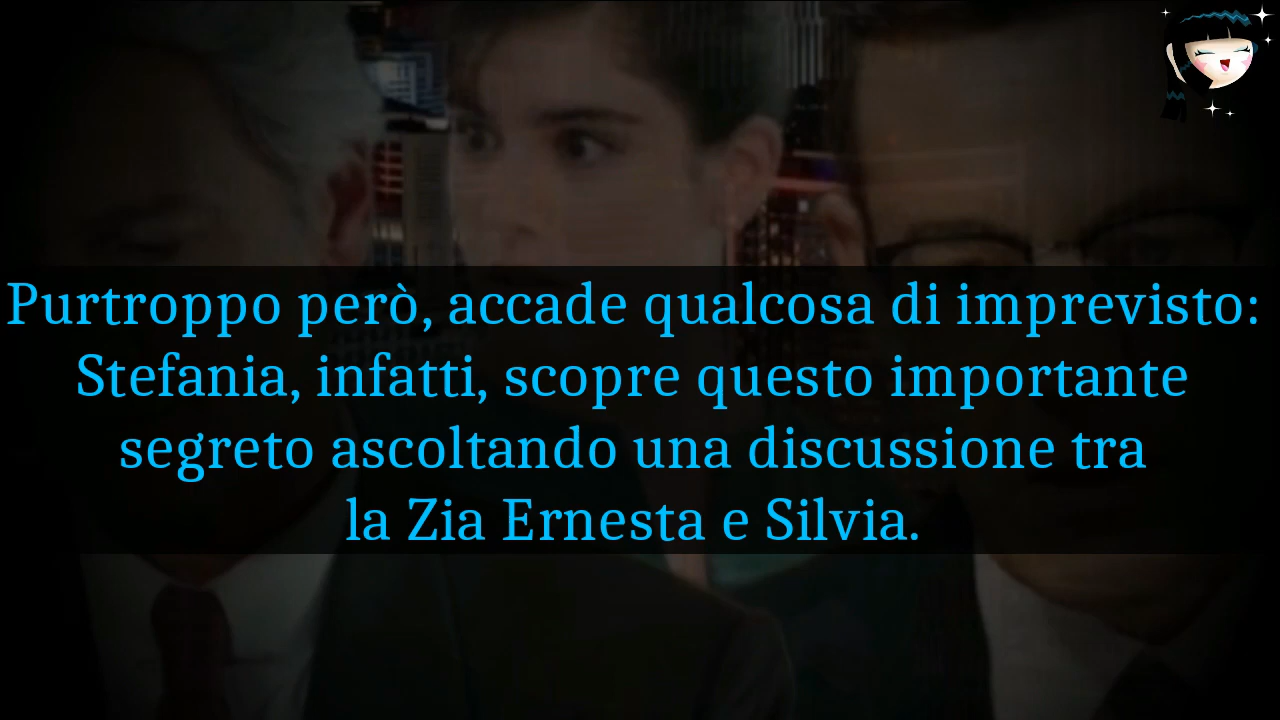 Purtroppo però, accade qualcosa di imprevisto:
Stefania, infatti, scopre questo importante
segreto ascoltando una discussione tra
la Zia Ernesta e Silvia.